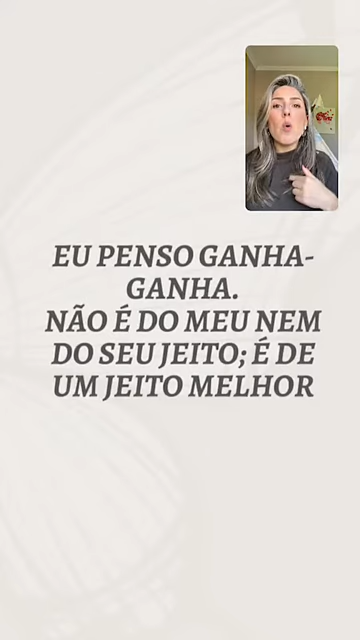 EU PENSO GANHA-
GANHA.
NÃO É DO MEU NEM
DO SEU JEITO; É DE
UM JEITO MELHOR